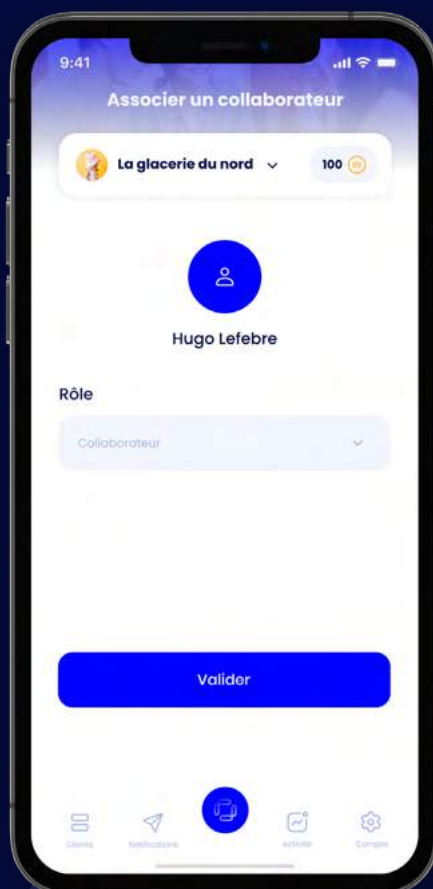 9:41
Associer un collaborateur
La glacerie du nord
100
Hugo Lefebre
Rôle
Collaborateur
Valider
Clients
Notifications
Activité
Compte